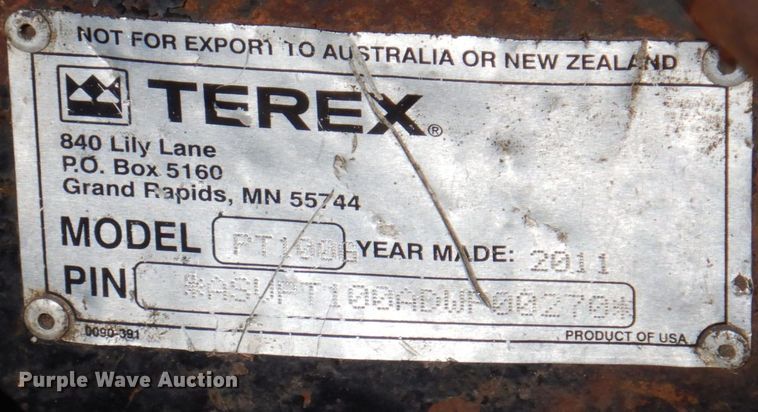 NOT FOR EXPORT TO AUSTRALIA OR NEW ZEALAND
TEREX®
840 Lily Lane
P.O. Box 5160
Grand Rapids, MN 55744
MODEL PT100G YEAR MADE: 2011
PIN
0090-391
PRODUCT OF USA
Purple Wave Auction